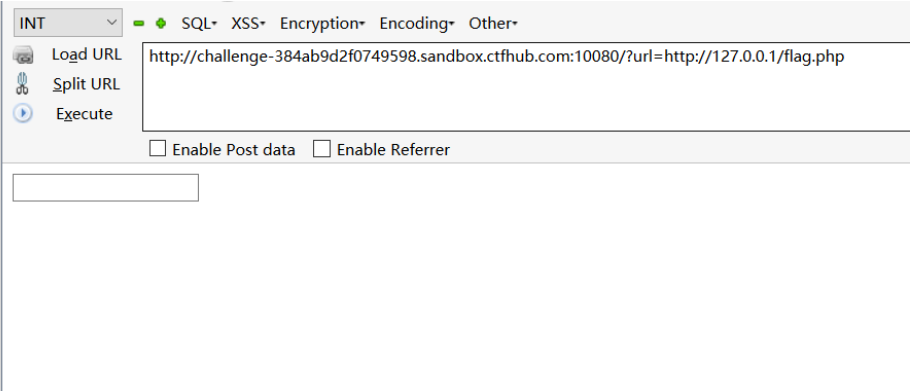 INT SQL XSS Encryption Encoding Other
Load URL http://challenge-384ab9d2f0749598.sandbox.ctfhub.com:10080/?url=http://127.0.0.1/flag.php
Split URL
Execute
Enable Post data Enable Referrer